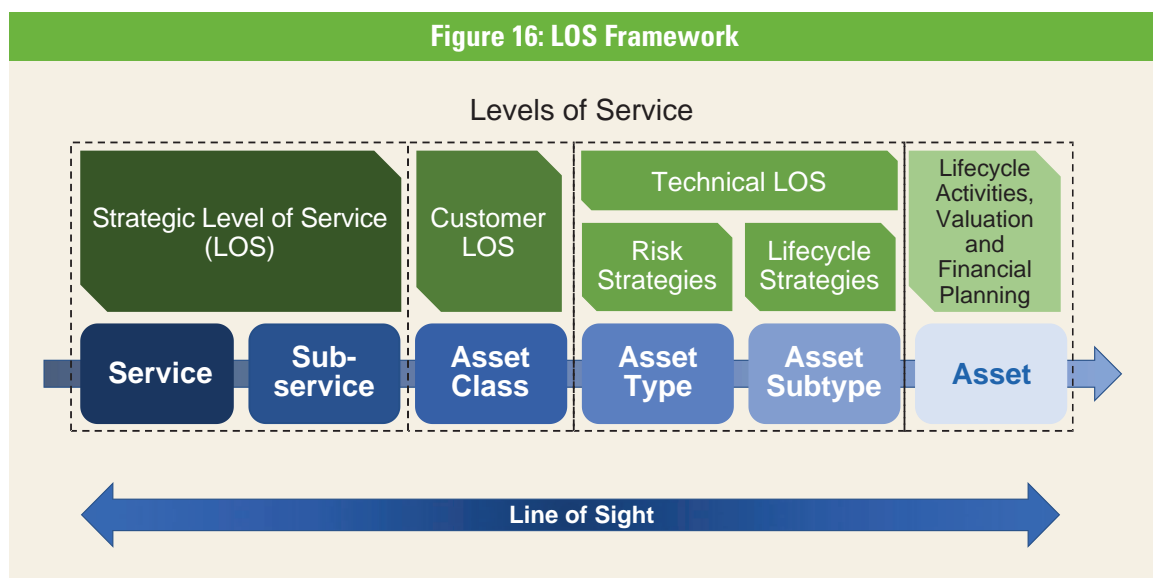 Figure 16: LOS Framework
Levels of Service
Strategic Level of Service
(LOS)
Customer
LOS
Technical LOS
Risk
Strategies
Lifecycle
Strategies
Lifecycle
Activities,
Valuation
and
Financial
Planning
Service
Sub-
service
Asset
Class
Asset
Type
Asset
Subtype
Asset
Line of Sight